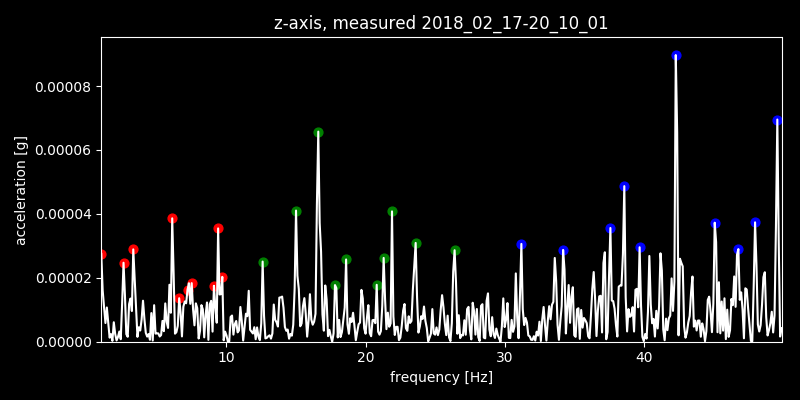 z-axis, measured 2018_02_17-20_10_01
0.00008
0.00006
0.00004
0.00002
0.00000
acceleration [g]
10 20 30 40
frequency [Hz]